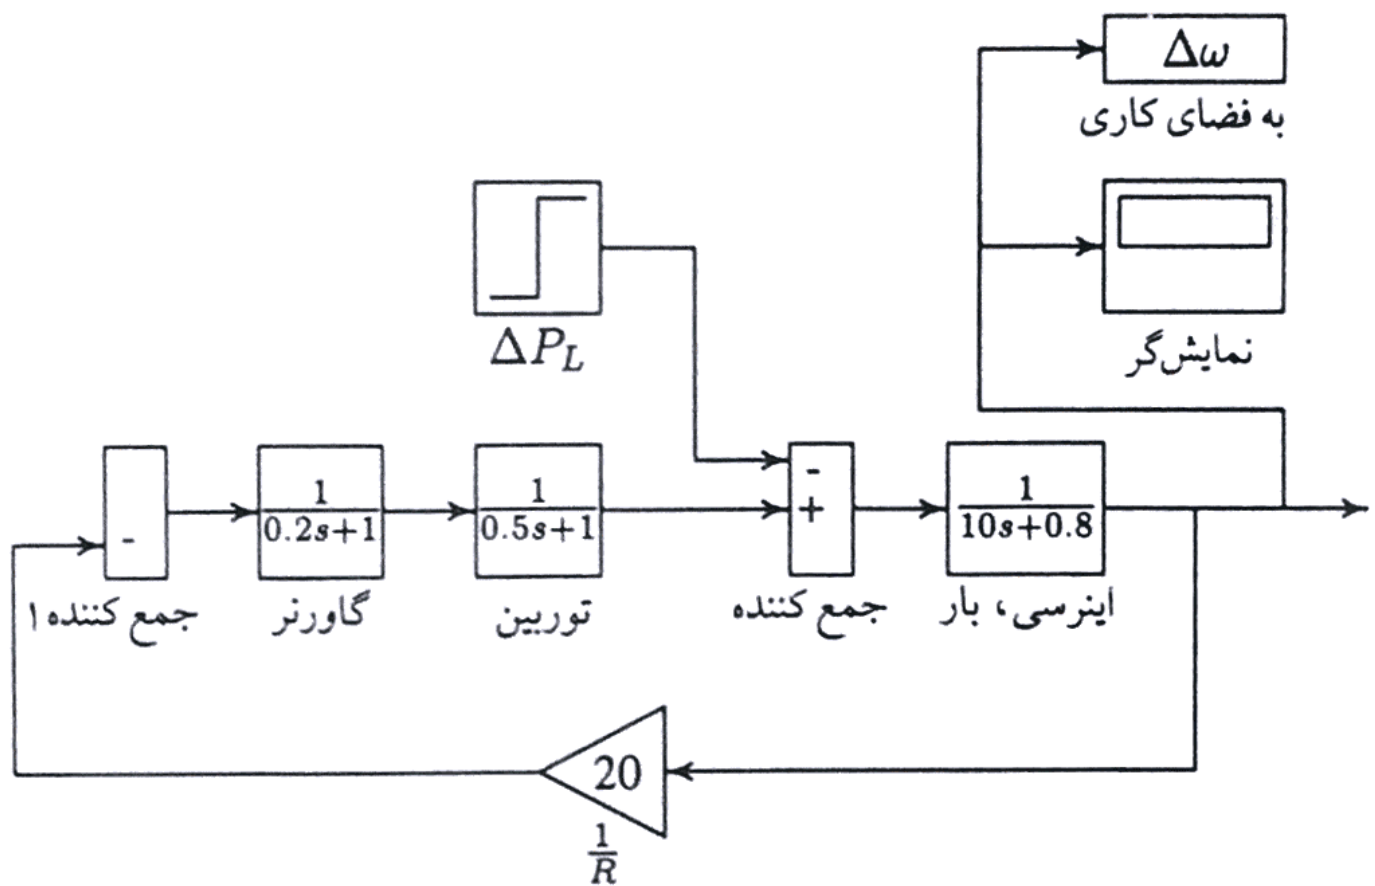 Δω
به فضای کاری
نمایش‌گر
ΔP_L
-
1
0.2s+1
1
0.5s+1
-
+
1
10s+0.8
جمع کننده ۱
گاورنر
توربین
جمع کننده
اینرسی، بار
20
1
R